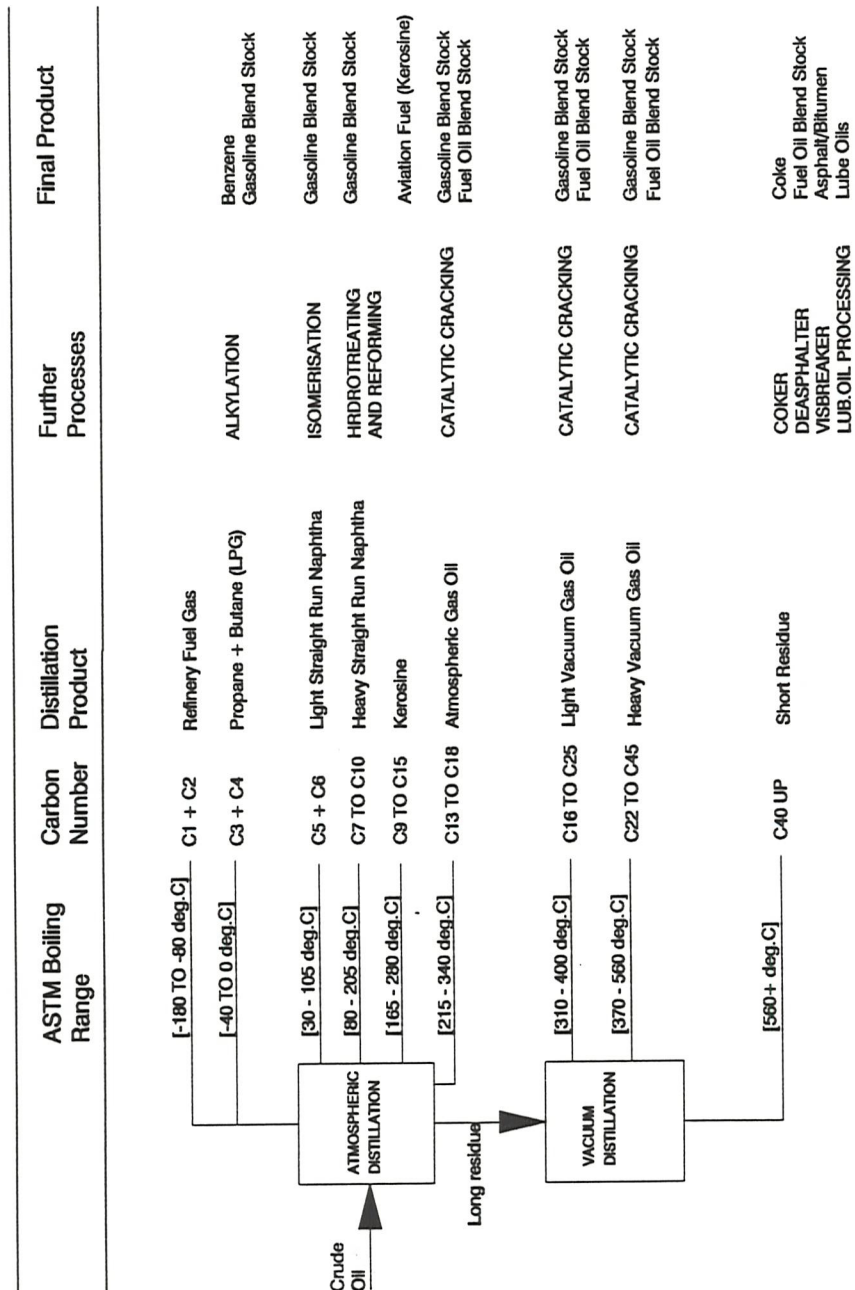 ASTM Boiling
Range
Carbon
Number
Distillation
Product
Further
Processes
Final Product
[-180 TO -80 deg.C]
C1 + C2
Refinery Fuel Gas
[-40 TO 0 deg.C]
C3 + C4
Propane + Butane (LPG)
ALKYLATION
Benzene
Gasoline Blend Stock
Crude
Oil
ATMOSPHERIC
DISTILLATION
[30 - 105 deg.C]
C5 + C6
Light Straight Run Naphtha
ISOMERISATION
Gasoline Blend Stock
[80 - 205 deg.C]
C7 TO C10
Heavy Straight Run Naphtha
HRDROTREATING
AND REFORMING
Gasoline Blend Stock
[165 - 280 deg.C]
C9 TO C15
Kerosine
Aviation Fuel (Kerosine)
[215 - 340 deg.C]
C13 TO C18
Atmospheric Gas Oil
CATALYTIC CRACKING
Gasoline Blend Stock
Fuel Oil Blend Stock
Long residue
VACUUM
DISTILLATION
[310 - 400 deg.C]
C16 TO C25
Light Vacuum Gas Oil
CATALYTIC CRACKING
Gasoline Blend Stock
Fuel Oil Blend Stock
[370 - 560 deg.C]
C22 TO C45
Heavy Vacuum Gas Oil
CATALYTIC CRACKING
Gasoline Blend Stock
Fuel Oil Blend Stock
[560+ deg.C]
C40 UP
Short Residue
COKER
DEASPHALTER
VISBREAKER
LUB.OIL PROCESSING
Coke
Fuel Oil Blend Stock
Asphalt/Bitumen
Lube Oils